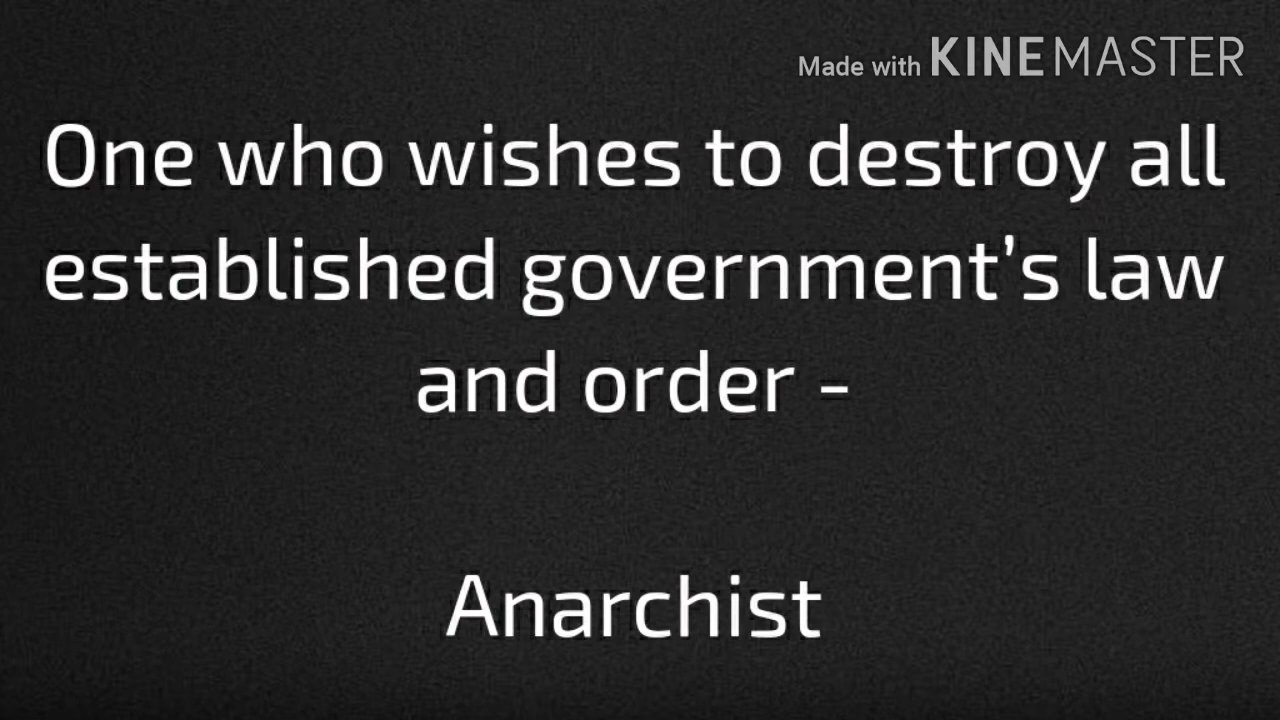 Made with KINEMASTER
One who wishes to destroy all
established government’s law
and order -
Anarchist